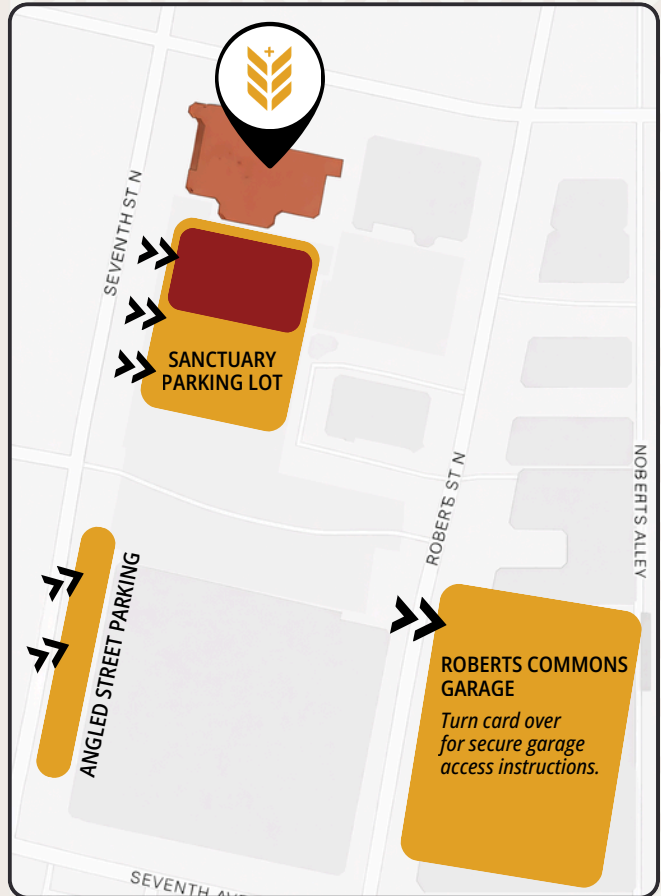 SEVENTH ST N
SANCTUARY
PARKING LOT
ROBERTS ST N
NOBERTS ALLEY
ANGLED STREET PARKING
ROBERTS COMMONS
GARAGE
Turn card over
for secure garage
access instructions.
SEVENTH